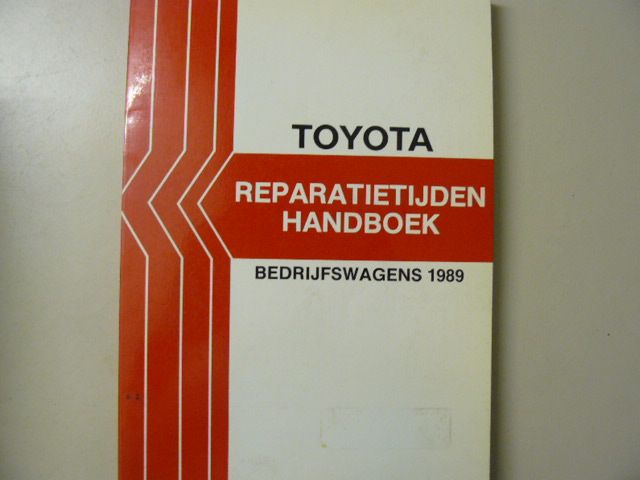 TOYOTA
REPARATIETIJDEN
HANDBOEK
BEDRIJFSWAGENS 1989